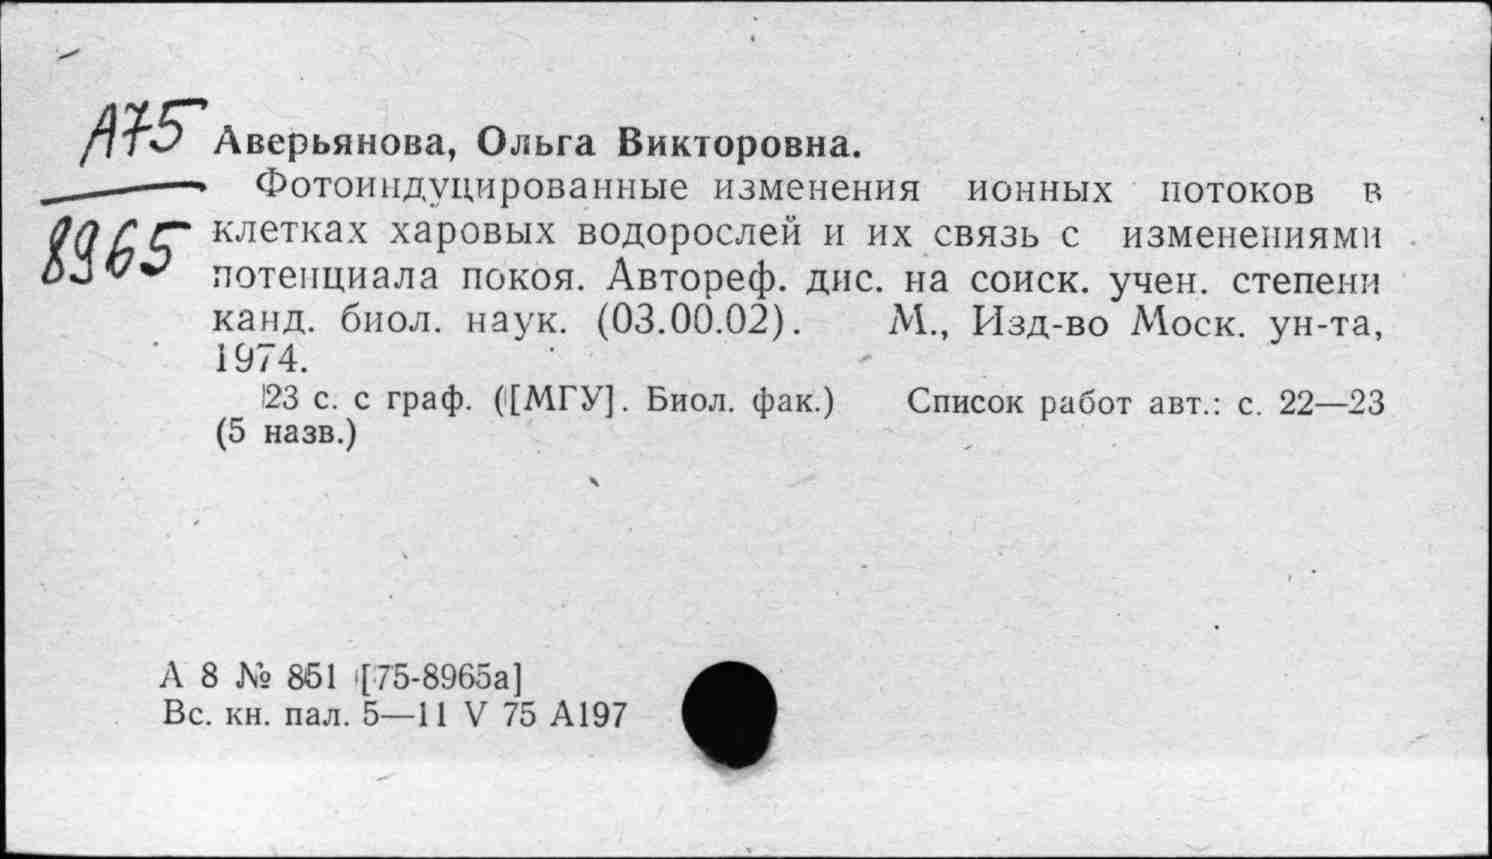 А75
8965
Аверьянова, Ольга Викторовна.
Фотоиндуцированные изменения ионных потоков в
клетках харовых водорослей и их связь с изменениями
потенциала покоя. Автореф. дис. на соиск. учен. степени
канд. биол. наук. (03.00.02). М., Изд-во Моск. ун-та,
1974.
23 с. с граф. ([МГУ]. Биол. фак.) Список работ авт.: с. 22—23
(5 назв.)
А 8 № 851 [75-8965а]
Вс. кн. пал. 5—11 V 75 А197